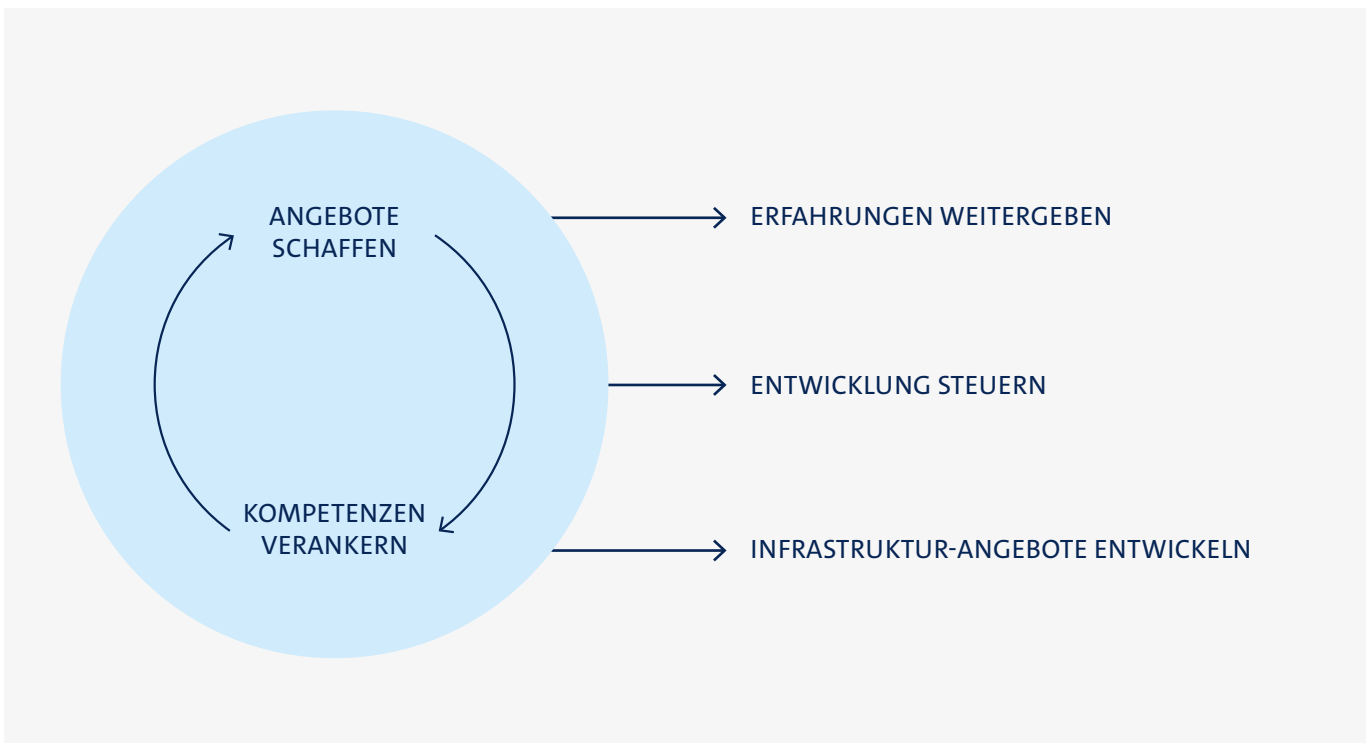 ANGEBOTE
SCHAFFEN
KOMPETENZEN
VERANKERN
ERFAHRUNGEN WEITERGEBEN
ENTWICKLUNG STEUERN
INFRASTRUKTUR-ANGEBOTE ENTWICKELN